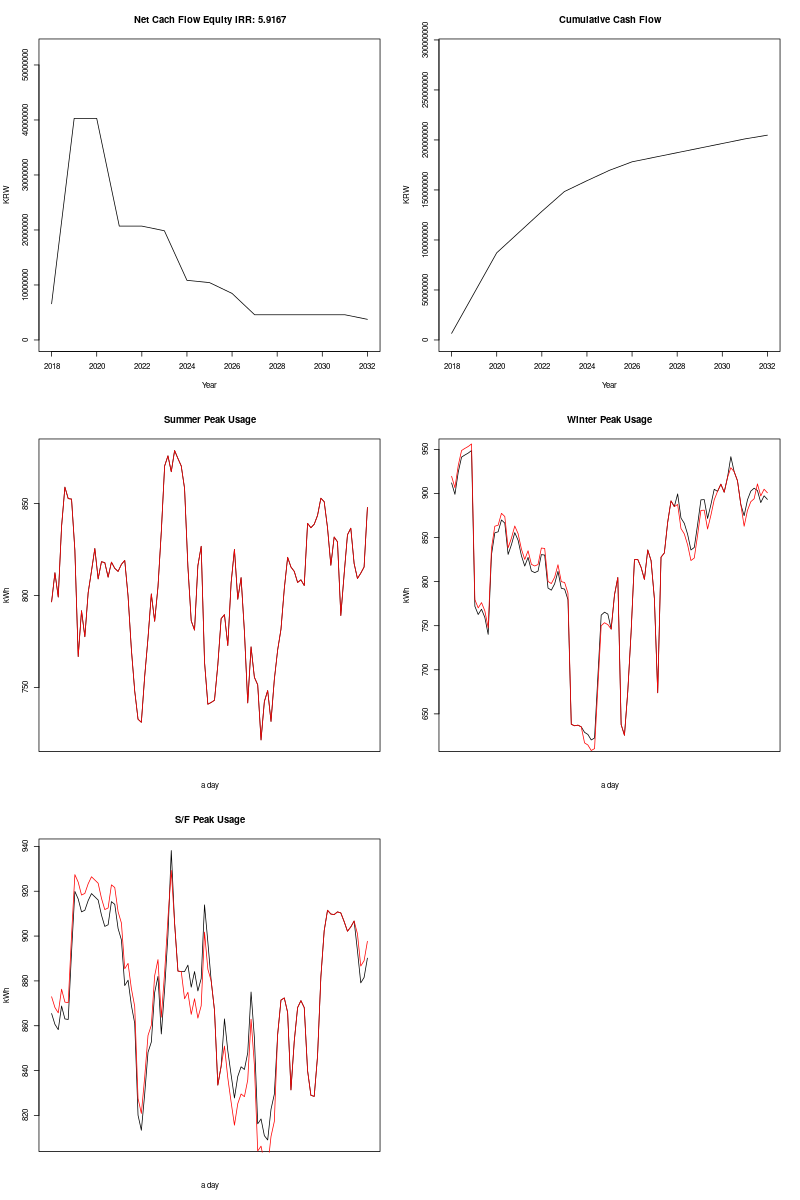 Net Cach Flow Equity IRR: 5.9167
KRW
50000000
40000000
30000000
20000000
10000000
0
2018 2020 2022 2024 2026 2028 2030 2032
Year
Cumulative Cash Flow
KRW
300000000
250000000
200000000
150000000
100000000
50000000
0
2018 2020 2022 2024 2026 2028 2030 2032
Year
Summer Peak Usage
kWh
850
800
750
a day
Winter Peak Usage
kWh
950
900
850
800
750
700
650
a day
S/F Peak Usage
kWh
940
920
900
880
860
840
820
a day